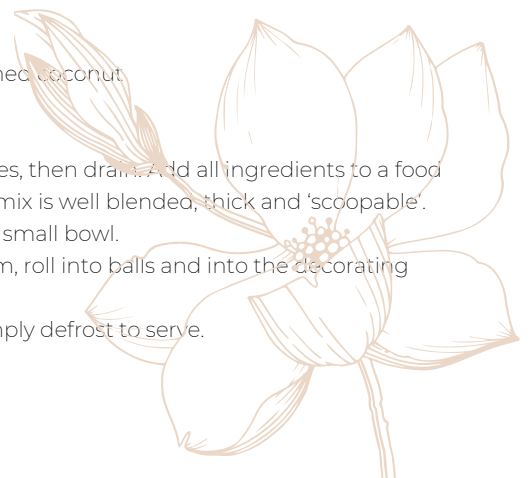 ned coconut
es, then drain. Add all ingredients to a food
mix is well blended, thick and ‘scoopable’.
small bowl.
m, roll into balls and into the decorating
mply defrost to serve.